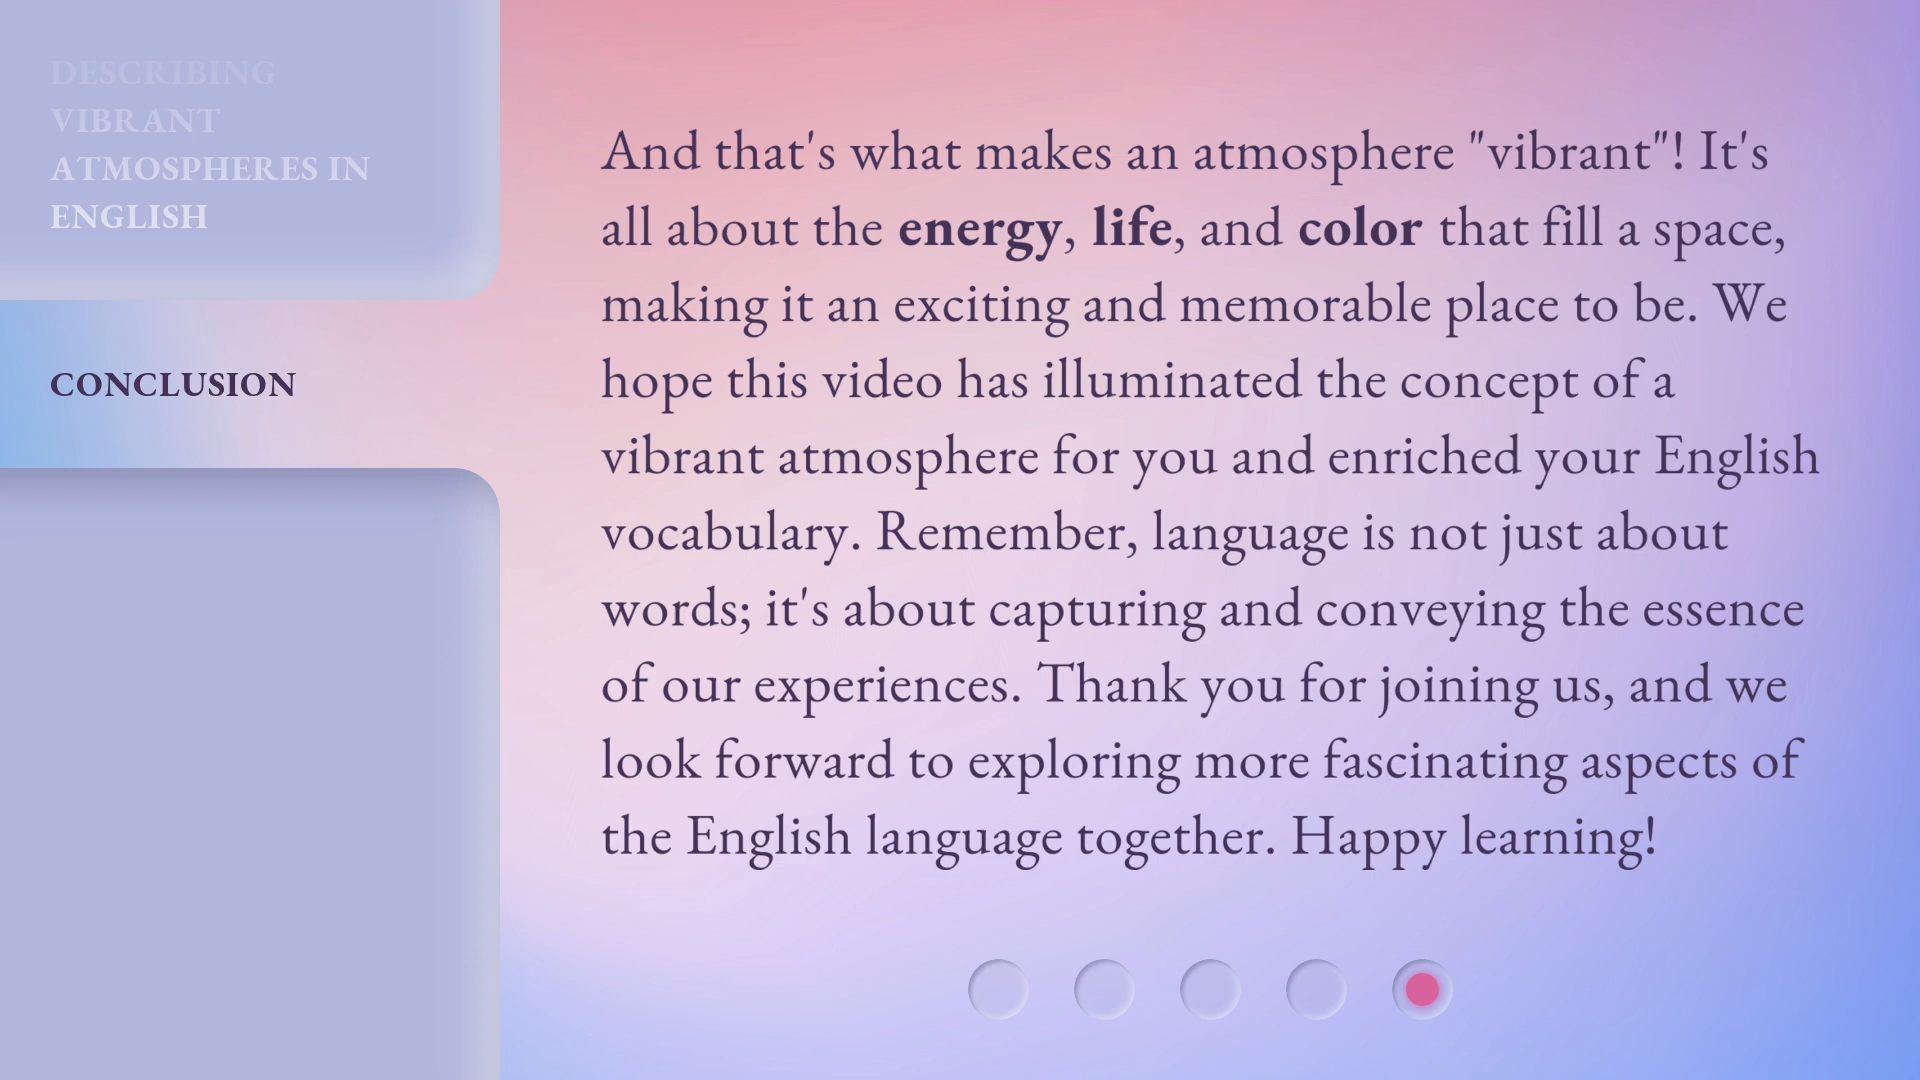 DESCRIBING
VIBRANT
ATMOSPHERES IN
ENGLISH
CONCLUSION
And that's what makes an atmosphere "vibrant"! It's
all about the energy, life, and color that fill a space,
making it an exciting and memorable place to be. We
hope this video has illuminated the concept of a
vibrant atmosphere for you and enriched your English
vocabulary. Remember, language is not just about
words; it's about capturing and conveying the essence
of our experiences. Thank you for joining us, and we
look forward to exploring more fascinating aspects of
the English language together. Happy learning!